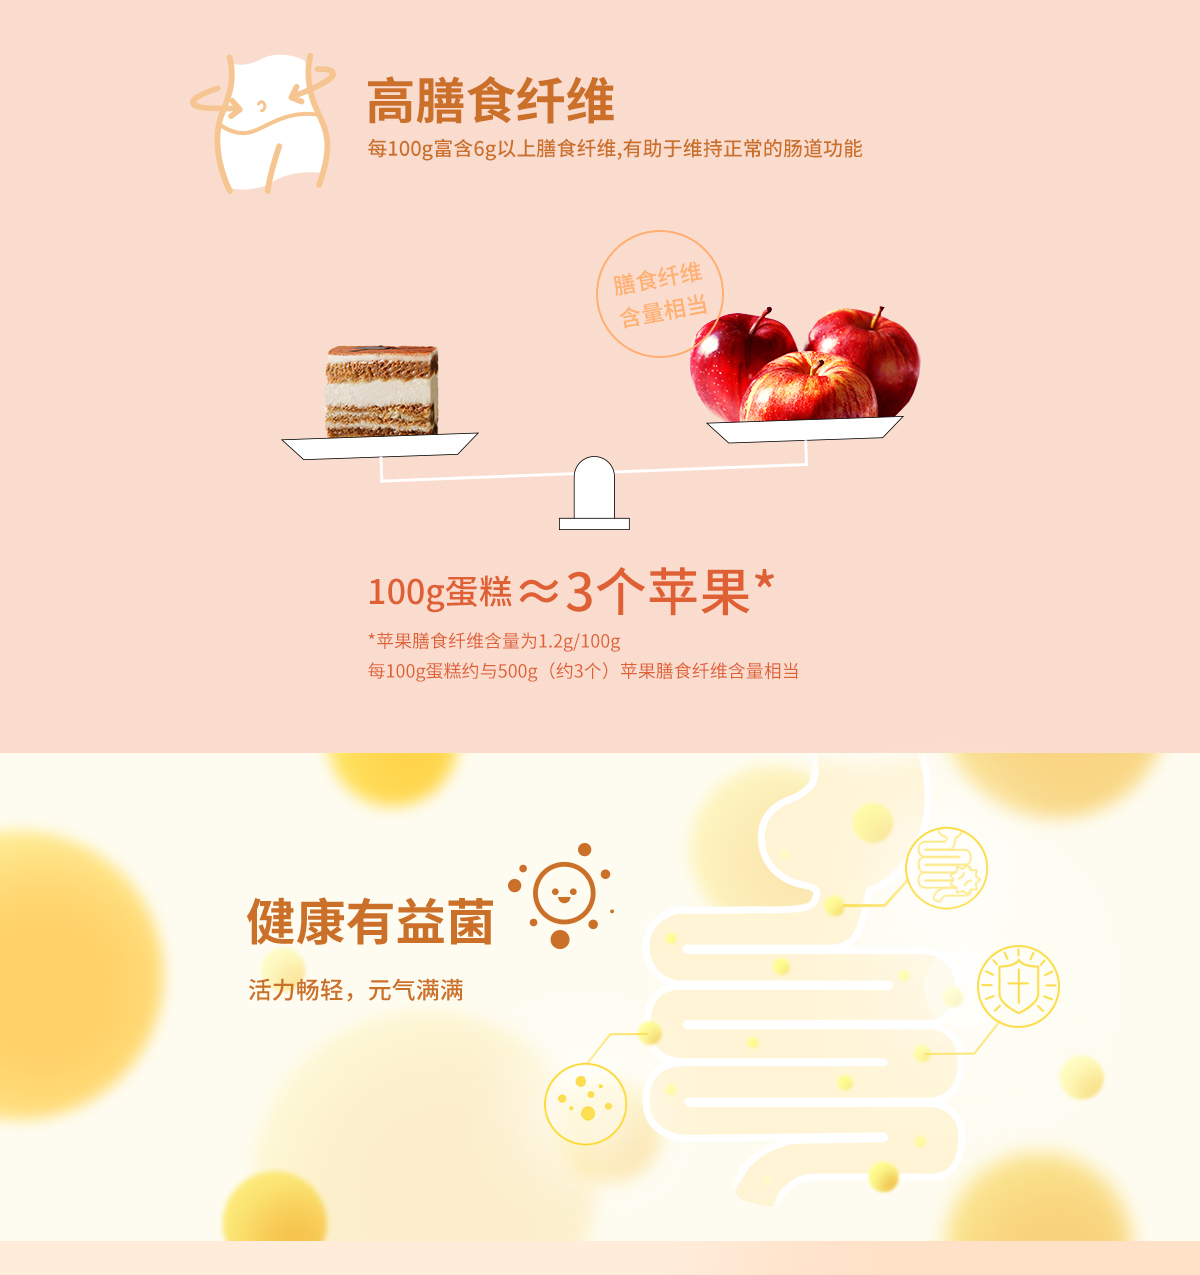 高膳食纤维
每100g富含6g以上膳食纤维,有助于维持正常的肠道功能
膳食纤维
含量相当
100g蛋糕≈3个苹果*
*苹果膳食纤维含量为1.2g/100g
每100g蛋糕约与500g（约3个）苹果膳食纤维含量相当
健康有益菌
活力畅轻，元气满满